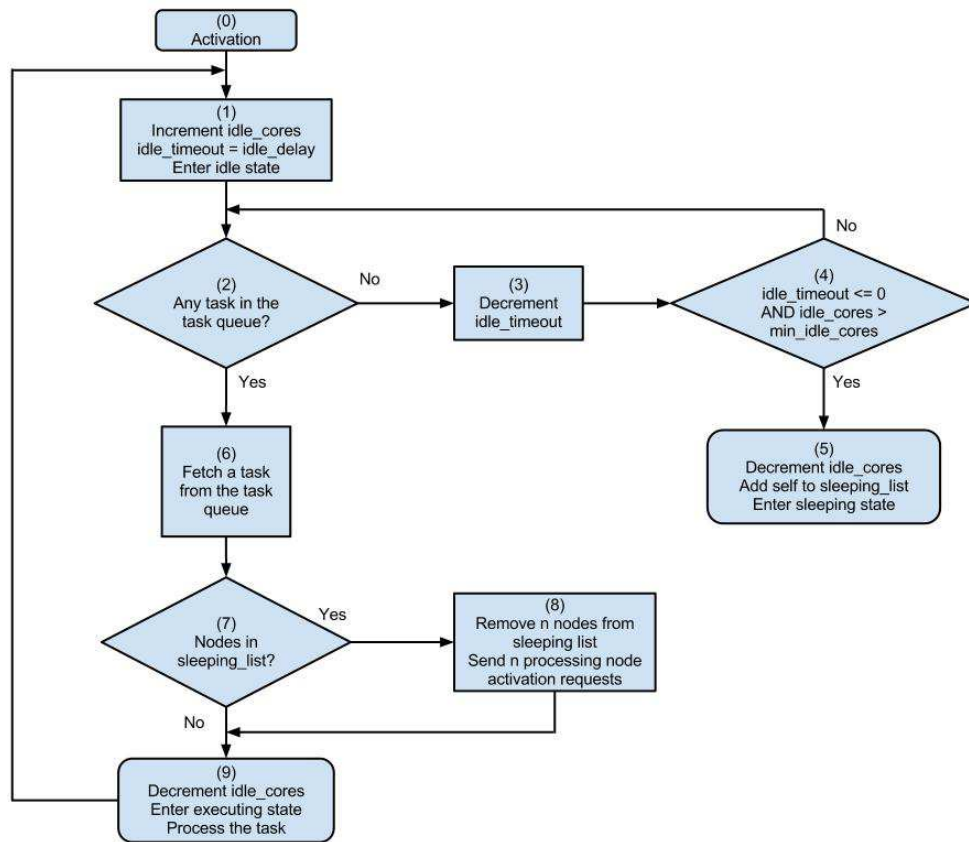 (0)
Activation
(1)
Increment idle_cores
idle_timeout = idle_delay
Enter idle state
No
(2)
Any task in the
task queue?
No
(3)
Decrement
idle_timeout
(4)
idle_timeout <= 0
AND idle_cores >
min_idle_cores
Yes
Yes
(5)
Decrement idle_cores
Add self to sleeping_list
Enter sleeping state
(6)
Fetch a task
from the task
queue
(7)
Nodes in
sleeping_list?
Yes
(8)
Remove n nodes from
sleeping list
Send n processing node
activation requests
No
(9)
Decrement idle_cores
Enter executing state
Process the task